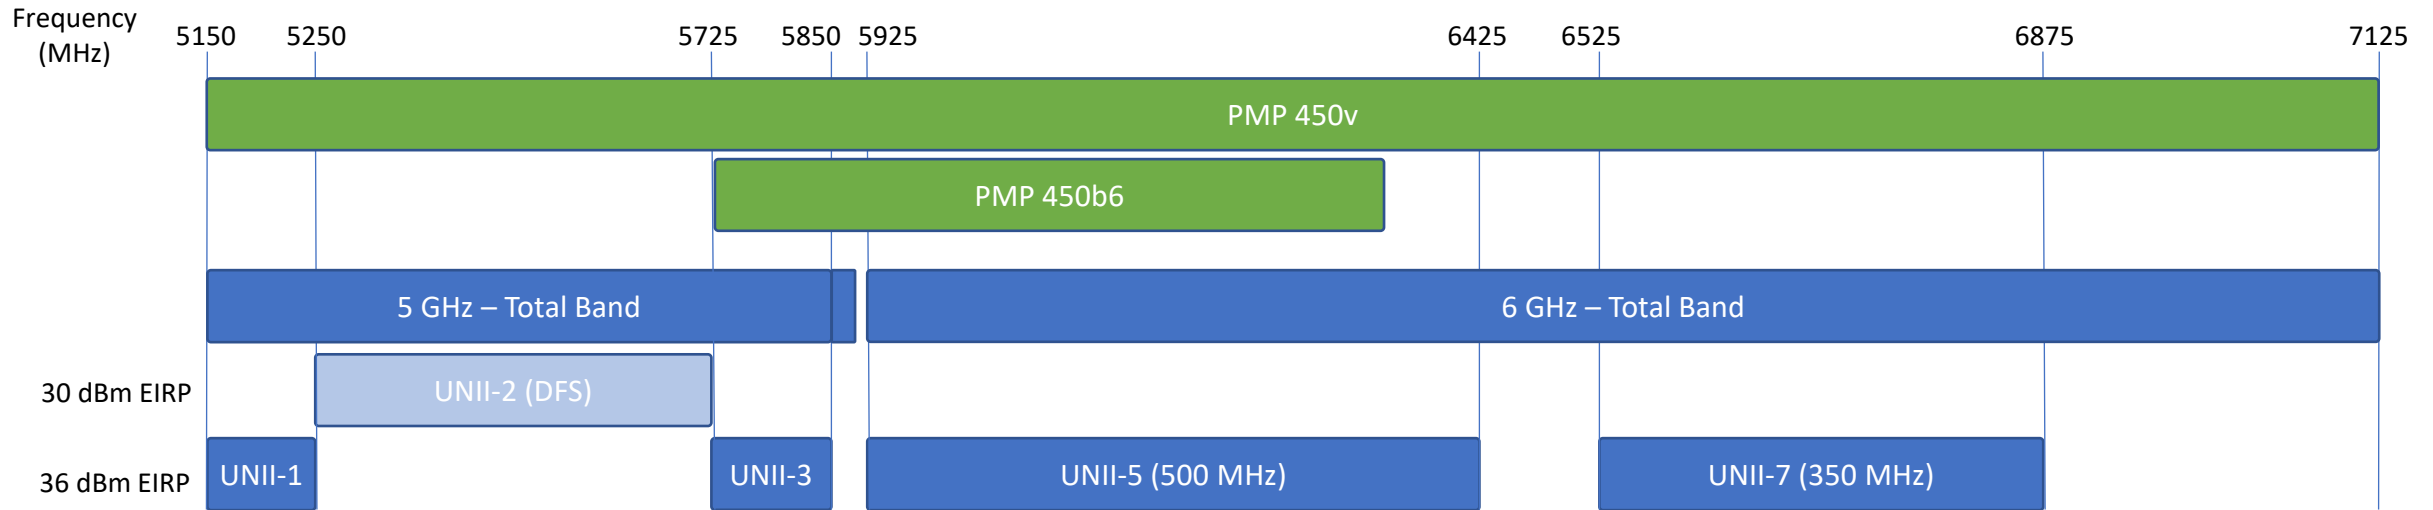 Frequency
(MHz)
5150 5250 5725 5850 5925 6425 6525 6875 7125
PMP 450v
PMP 450b6
5 GHz – Total Band 6 GHz – Total Band
30 dBm EIRP UNII-2 (DFS)
36 dBm EIRP UNII-1 UNII-3 UNII-5 (500 MHz) UNII-7 (350 MHz)